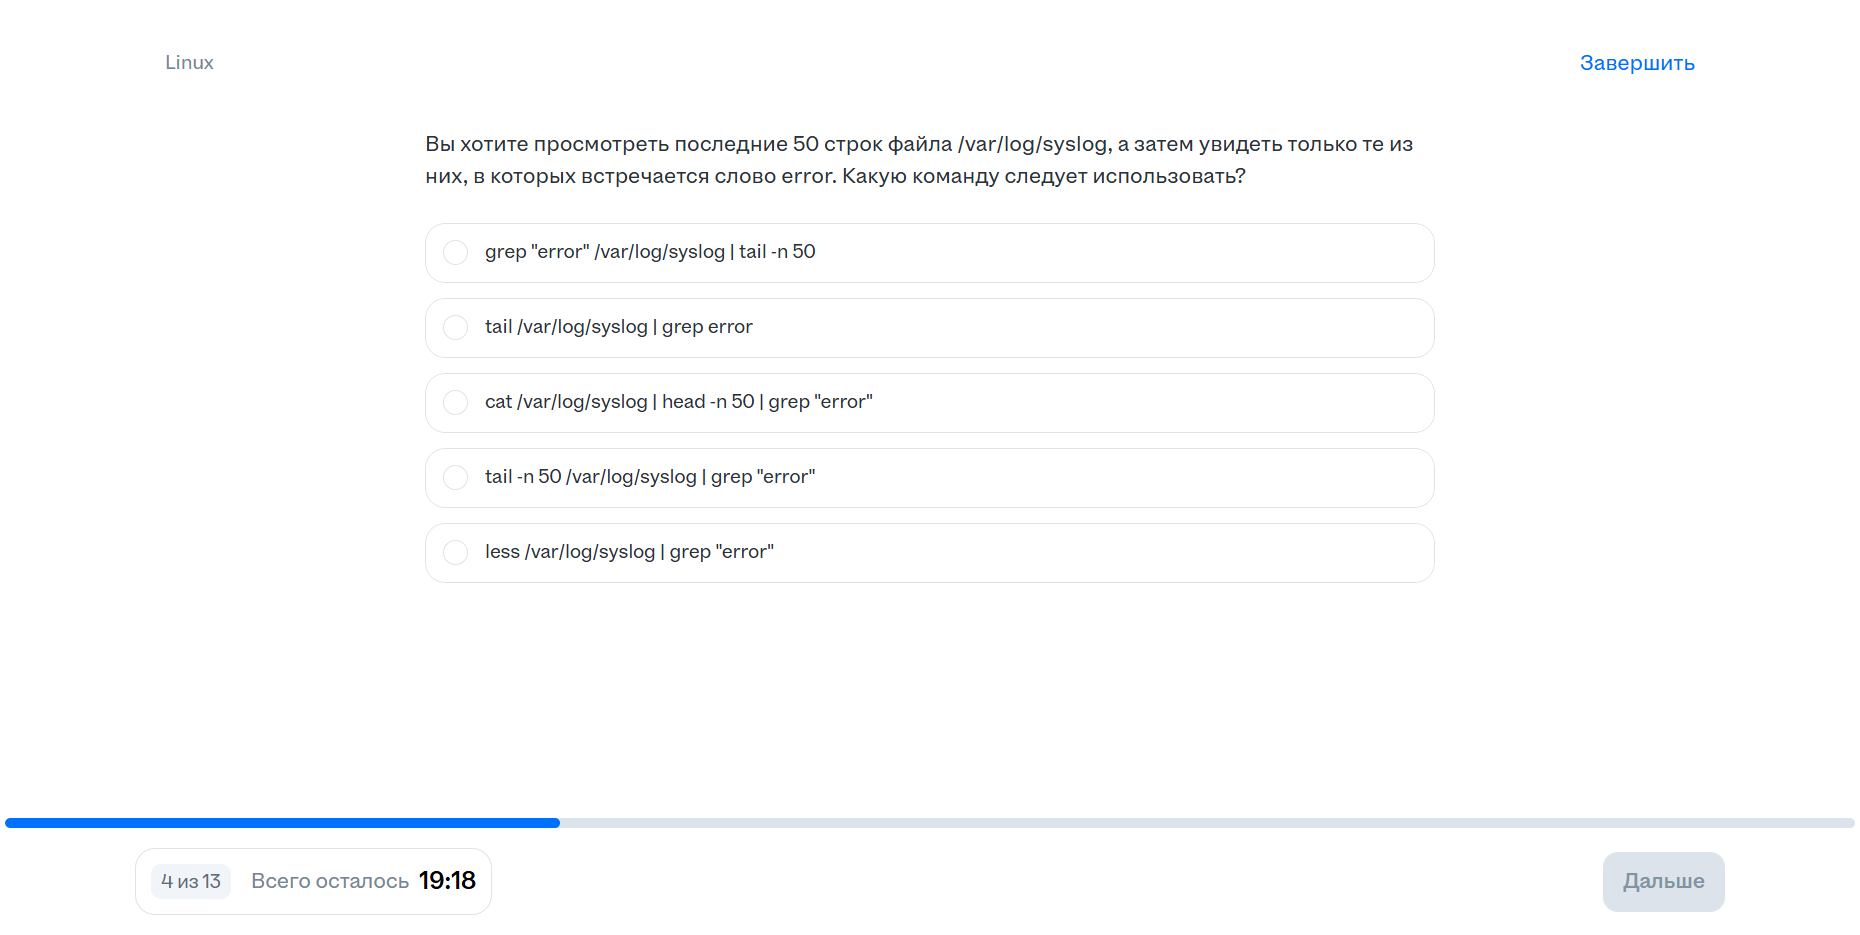 Linux
Завершить
Вы хотите просмотреть последние 50 строк файла /var/log/syslog, а затем увидеть только те из
них, в которых встречается слово error. Какую команду следует использовать?
grep "error" /var/log/syslog | tail -n 50
tail /var/log/syslog | grep error
cat /var/log/syslog | head -n 50 | grep "error"
tail -n 50 /var/log/syslog | grep "error"
less /var/log/syslog | grep "error"
4 из 13
Всего осталось 19:18
Дальше